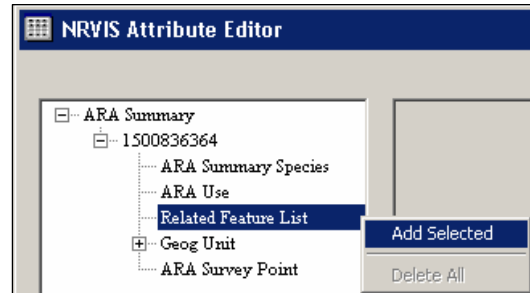 NRVIS Attribute Editor
ARA Summary
1500836364
ARA Summary Species
ARA Use
Related Feature List
Add Selected
Geog Unit
ARA Survey Point
Delete All